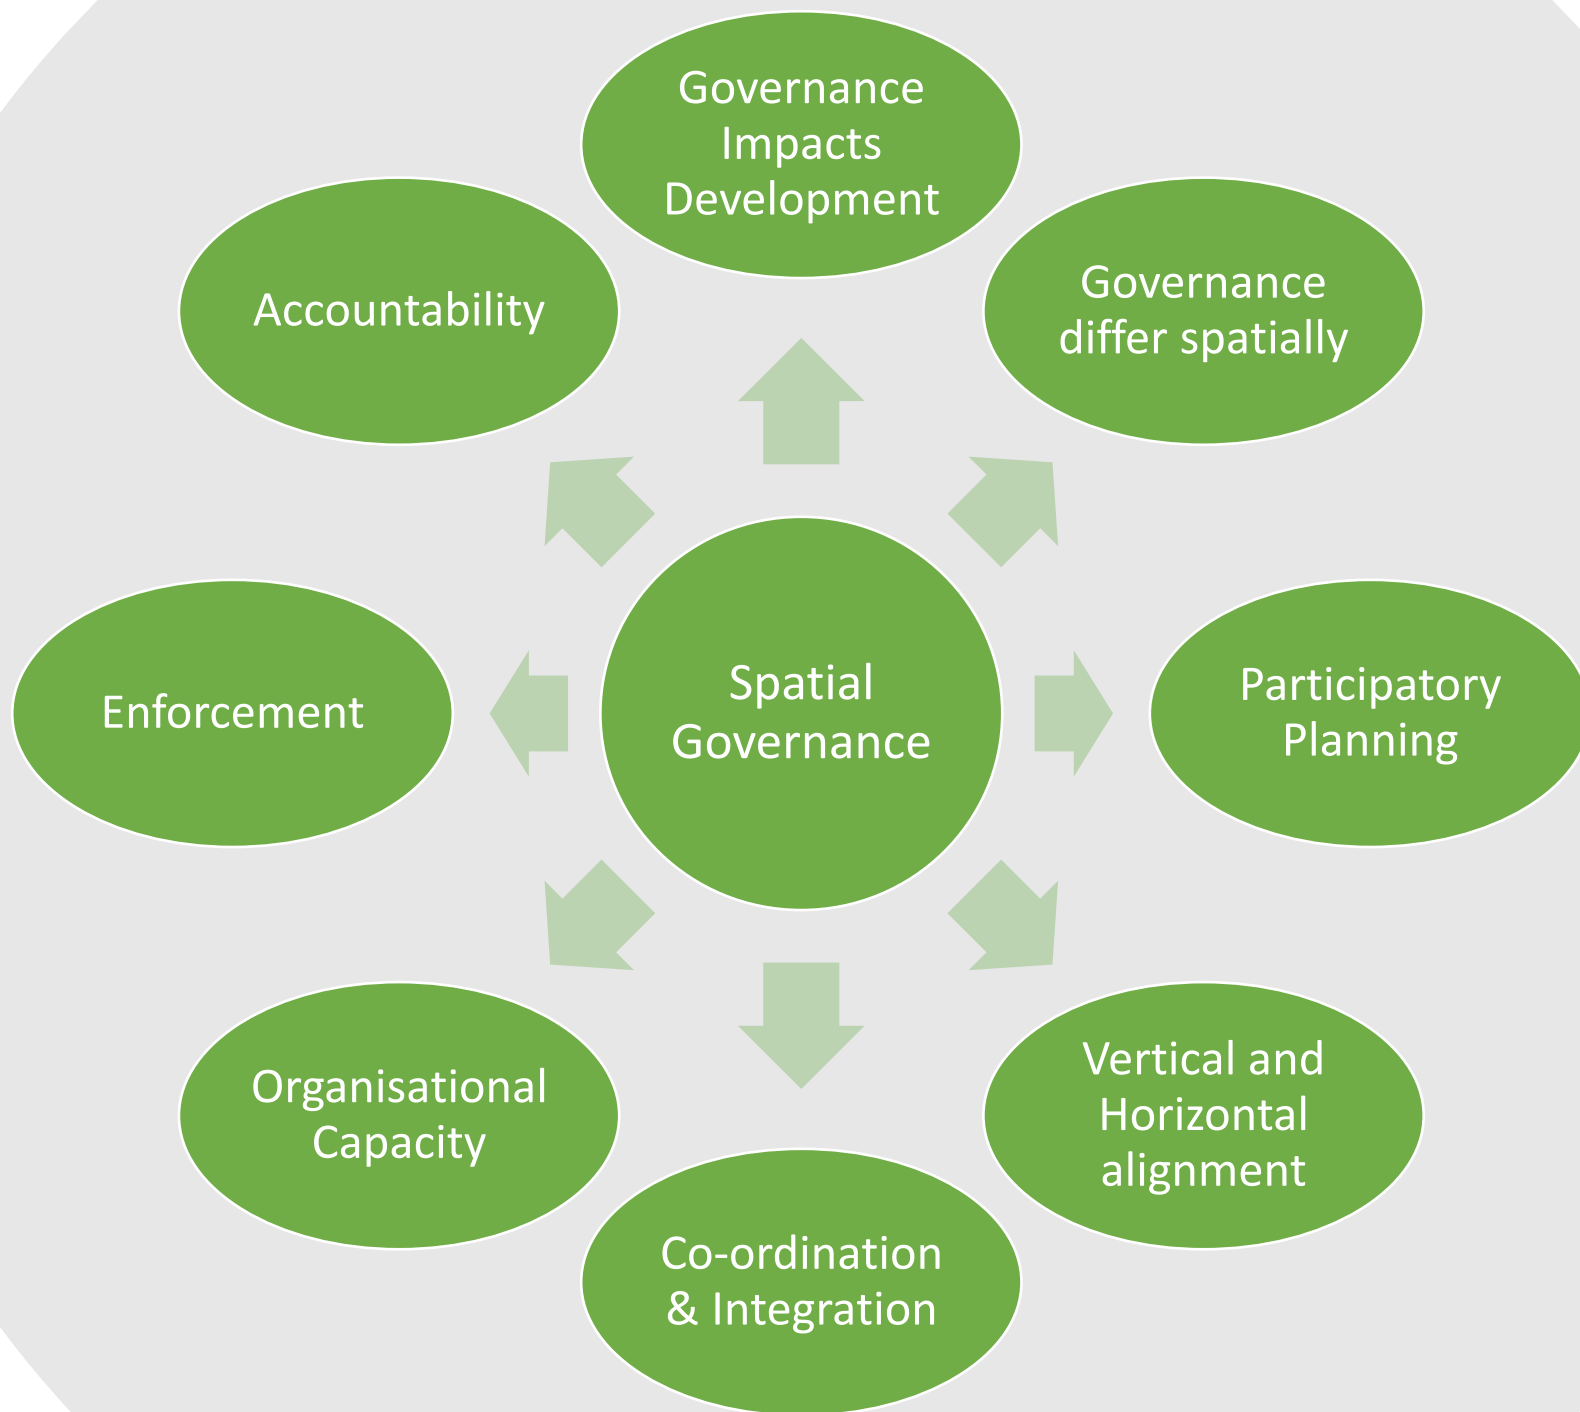 Governance
Impacts
Development
Governance
differ spatially
Accountability
Spatial
Governance
Participatory
Planning
Enforcement
Vertical and
Horizontal
alignment
Organisational
Capacity
Co-ordination
& Integration